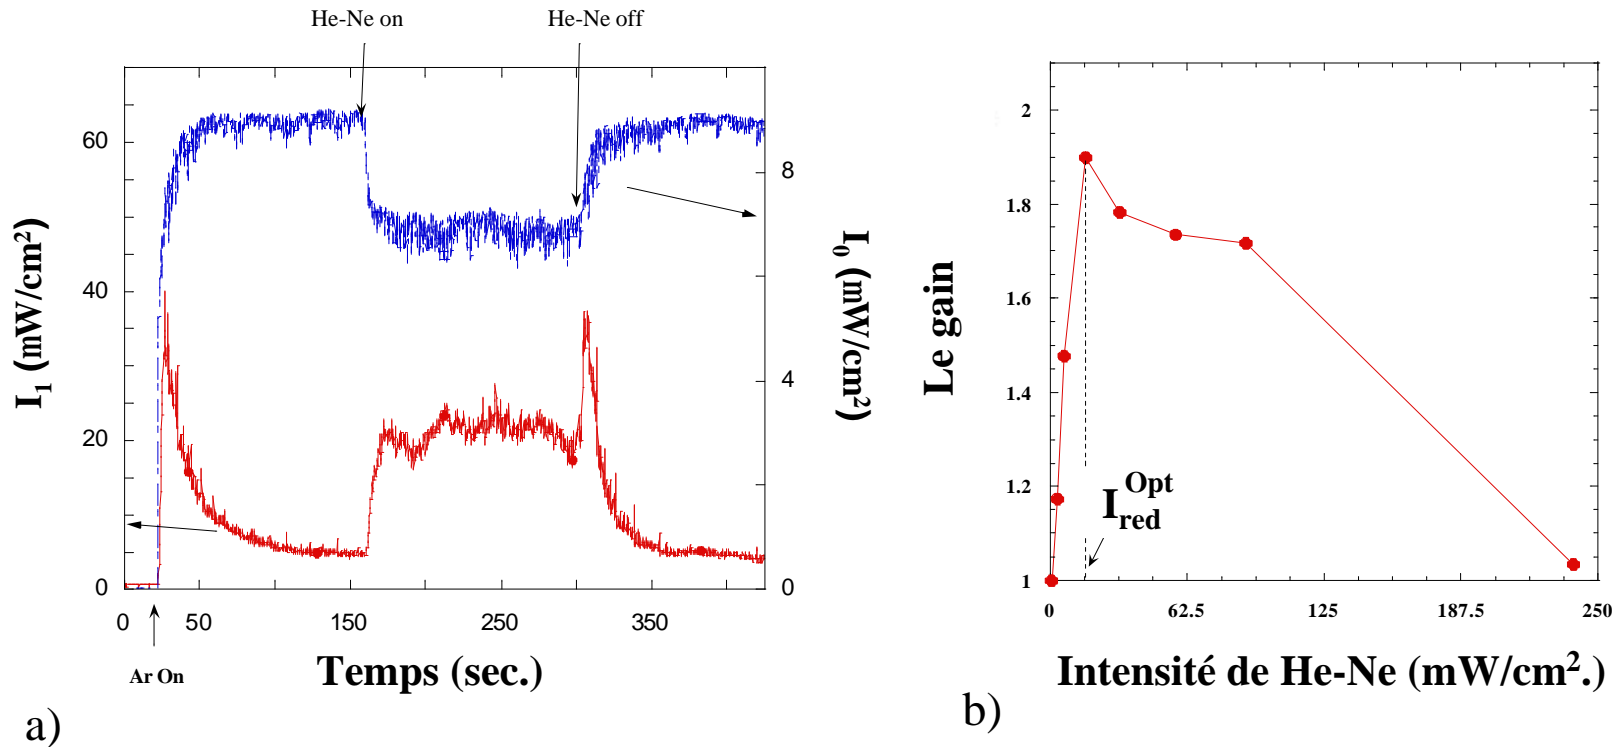 He-Ne on
He-Ne off
60
40
20
0
8
4
0
0
50
150
250
350
I1 (mW/cm2)
I0 (mW/cm2)
Ar On
Temps (sec.)
a)
2
1.8
1.6
1.4
1.2
1
Le gain
I red Opt
0
62.5
125
187.5
250
Intensité de He-Ne (mW/cm2.)
b)